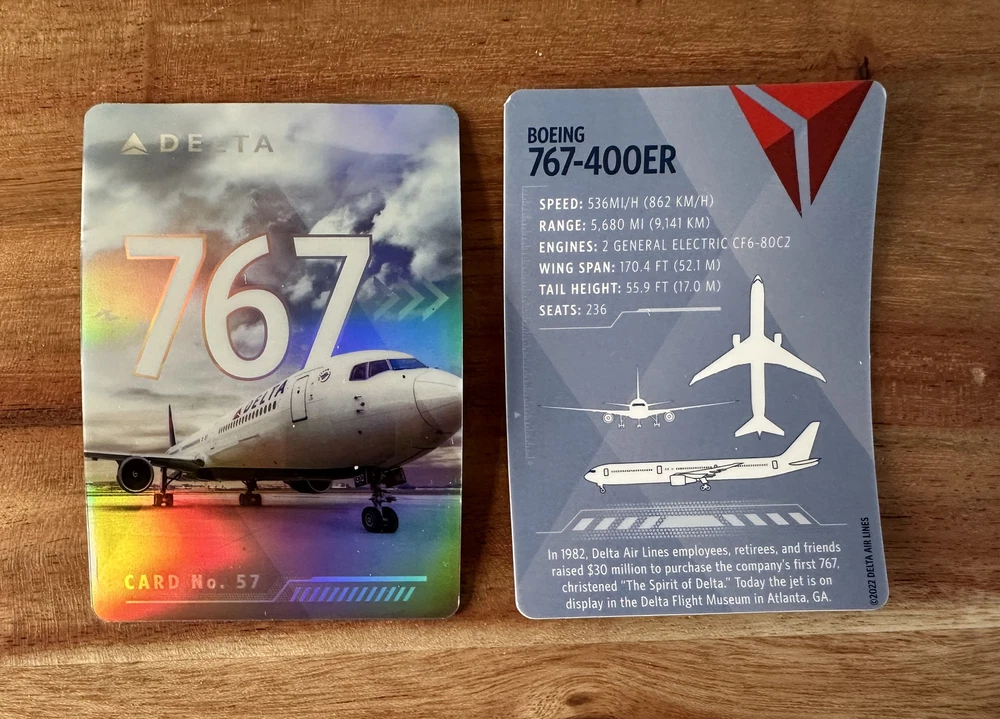 DELTA
767
DELTA
CARD No. 57
BOEING
767-400ER
SPEED: 536MI/H (862 KM/H)
RANGE: 5,680 MI (9,141 KM)
ENGINES: 2 GENERAL ELECTRIC CF6-80C2
WING SPAN: 170.4 FT (52.1 M)
TAIL HEIGHT: 55.9 FT (17.0 M)
SEATS: 236
In 1982, Delta Air Lines employees, retirees, and friends
raised $30 million to purchase the company's first 767,
christened "The Spirit of Delta." Today the jet is on
display in the Delta Flight Museum in Atlanta, GA.
©2022 DELTA AIR LINES